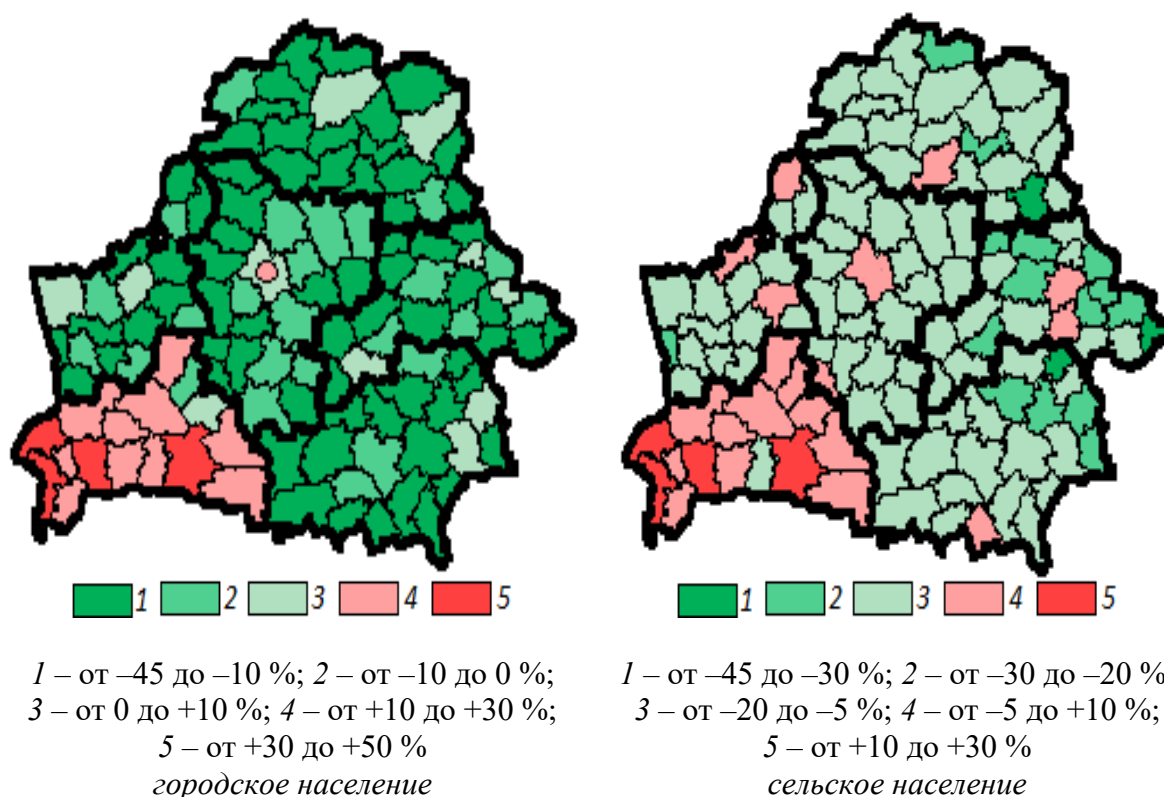 1 2 3 4 5
1 – от –45 до –10 %; 2 – от –10 до 0 %;
3 – от 0 до +10 %; 4 – от +10 до +30 %;
5 – от +30 до +50 %
городское население
1 2 3 4 5
1 – от –45 до –30 %; 2 – от –30 до –20 %
3 – от –20 до –5 %; 4 – от –5 до +10 %;
5 – от +10 до +30 %
сельское население